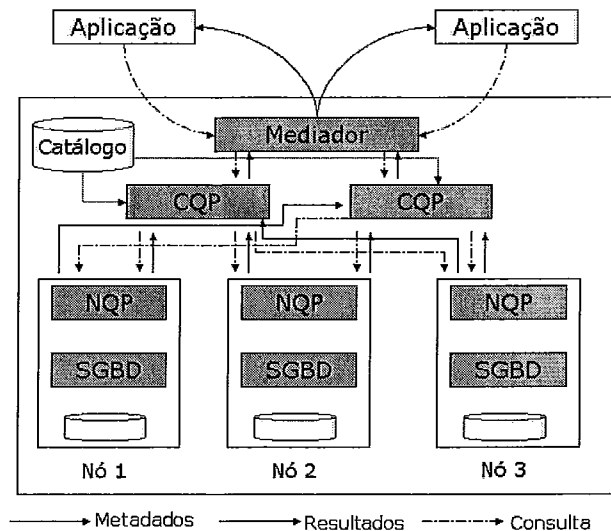 Aplicação Aplicação
Mediador
Catálogo
CQP CQP
NQP NQP NQP
SGBD SGBD SGBD
Nó 1 Nó 2 Nó 3
Metadados Resultados Consulta